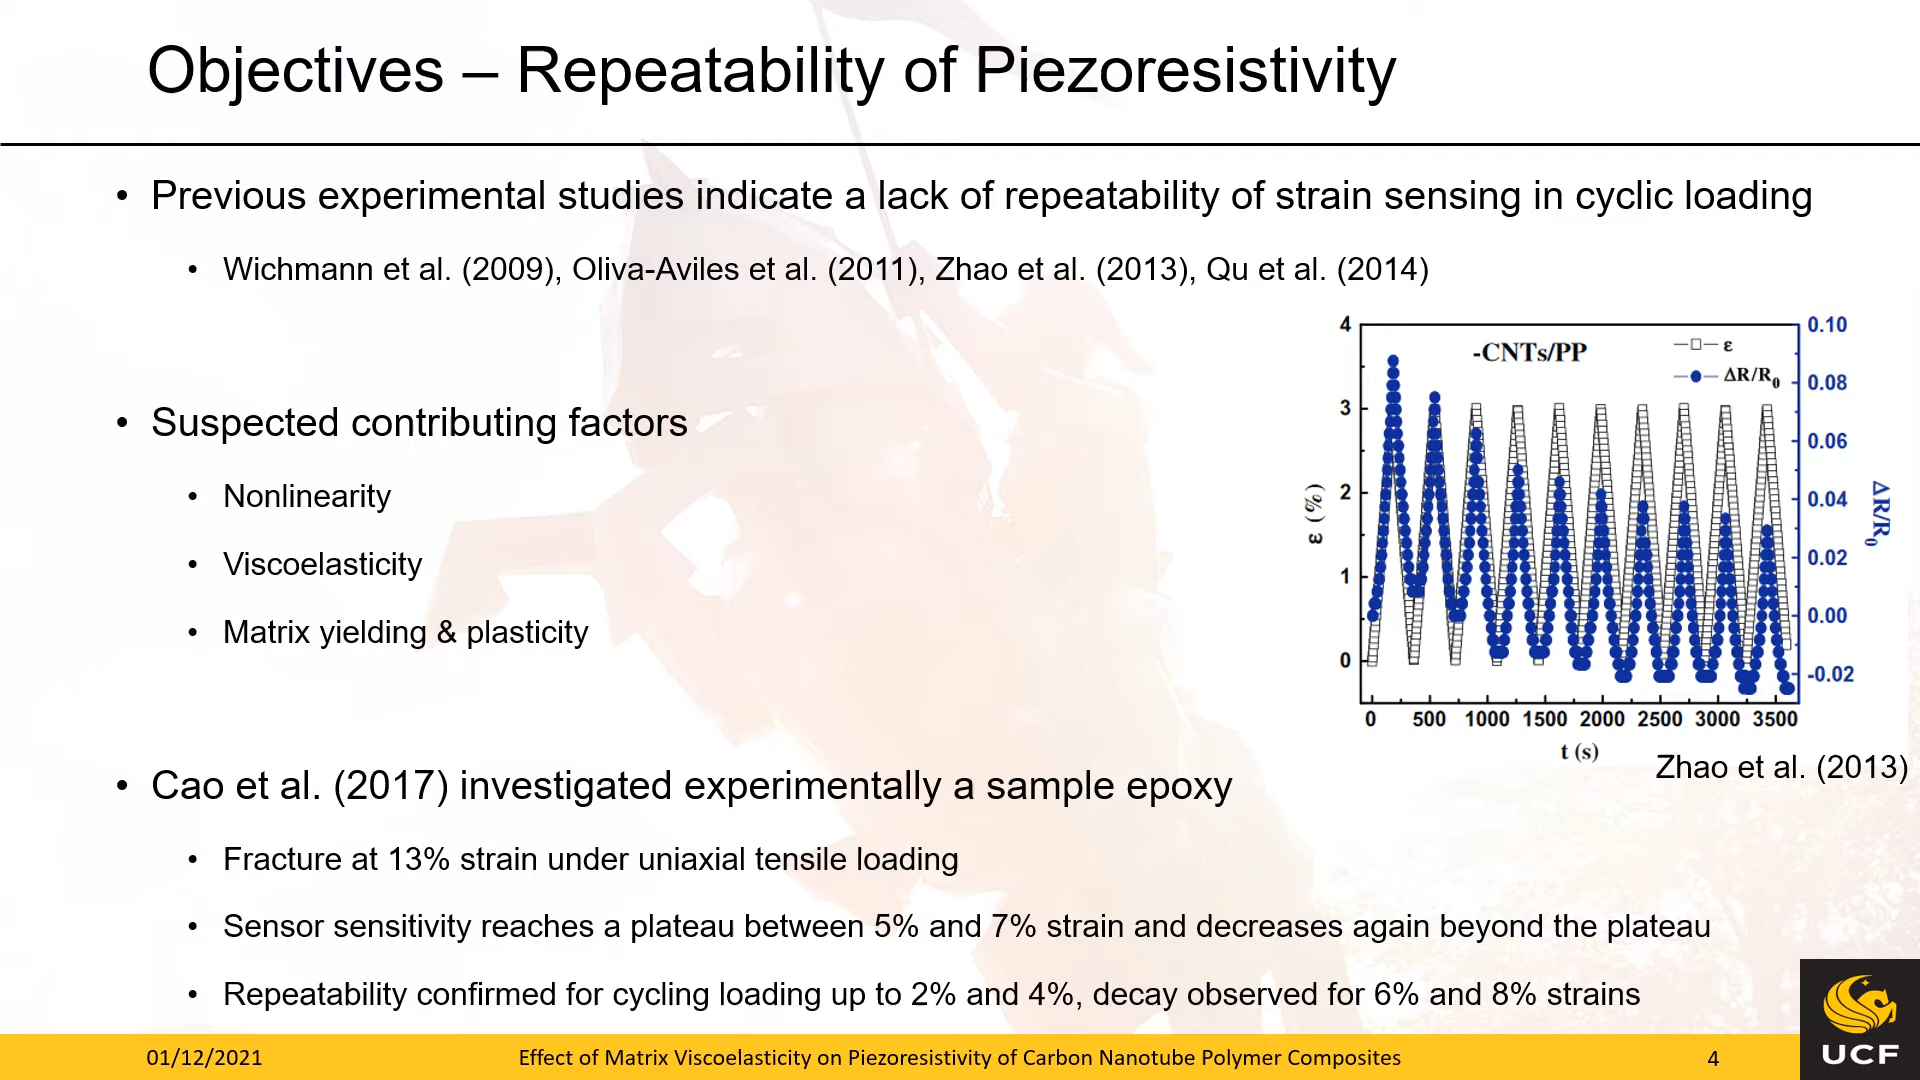 Objectives – Repeatability of Piezoresistivity
• Previous experimental studies indicate a lack of repeatability of strain sensing in cyclic loading
• Wichmann et al. (2009), Oliva-Aviles et al. (2011), Zhao et al. (2013), Qu et al. (2014)
• Suspected contributing factors
• Nonlinearity
• Viscoelasticity
• Matrix yielding & plasticity
-CNTs/PP
ε
ΔR/R₀
4
3
2
1
0
ε (%)
0.10
0.08
0.06
0.04
0.02
0.00
-0.02
ΔR/R₀
0 500 1000 1500 2000 2500 3000 3500
t (s)
Zhao et al. (2013)
• Cao et al. (2017) investigated experimentally a sample epoxy
• Fracture at 13% strain under uniaxial tensile loading
• Sensor sensitivity reaches a plateau between 5% and 7% strain and decreases again beyond the plateau
• Repeatability confirmed for cycling loading up to 2% and 4%, decay observed for 6% and 8% strains
01/12/2021
Effect of Matrix Viscoelasticity on Piezoresistivity of Carbon Nanotube Polymer Composites
4
UCF